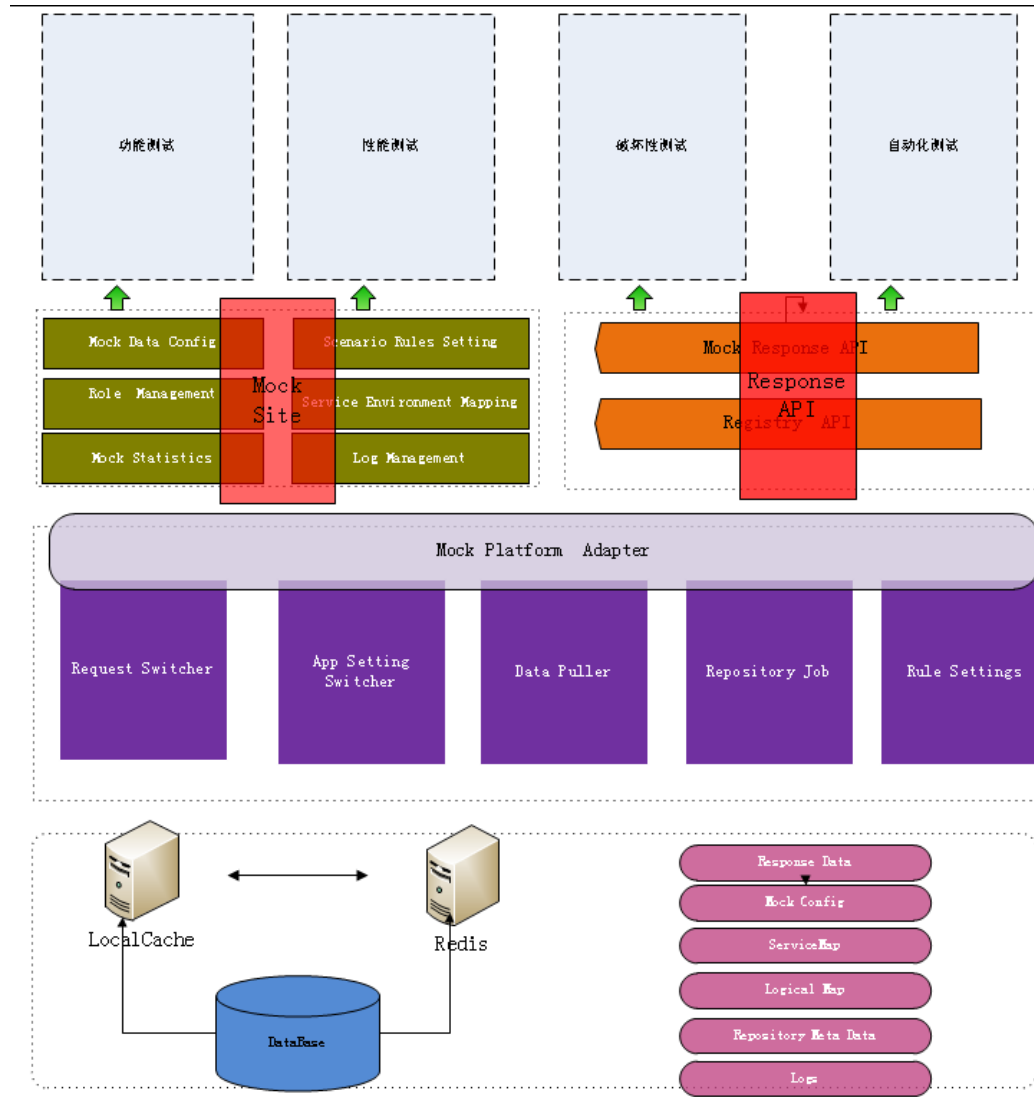 功能测试
性能测试
破坏性测试
自动化测试
Mock Data Config
Scenario Rules Setting
Role Management
Service Environment Mapping
Mock Statistics
Log Management
Mock
Site
Mock Response API
Registry API
Response
API
Mock Platform Adapter
Request Switcher
App Setting
Switcher
Data Puller
Repository Job
Rule Settings
LocalCache
Redis
DataBase
Response Data
Mock Config
ServiceMap
Logical Map
Repository Meta Data
Logs